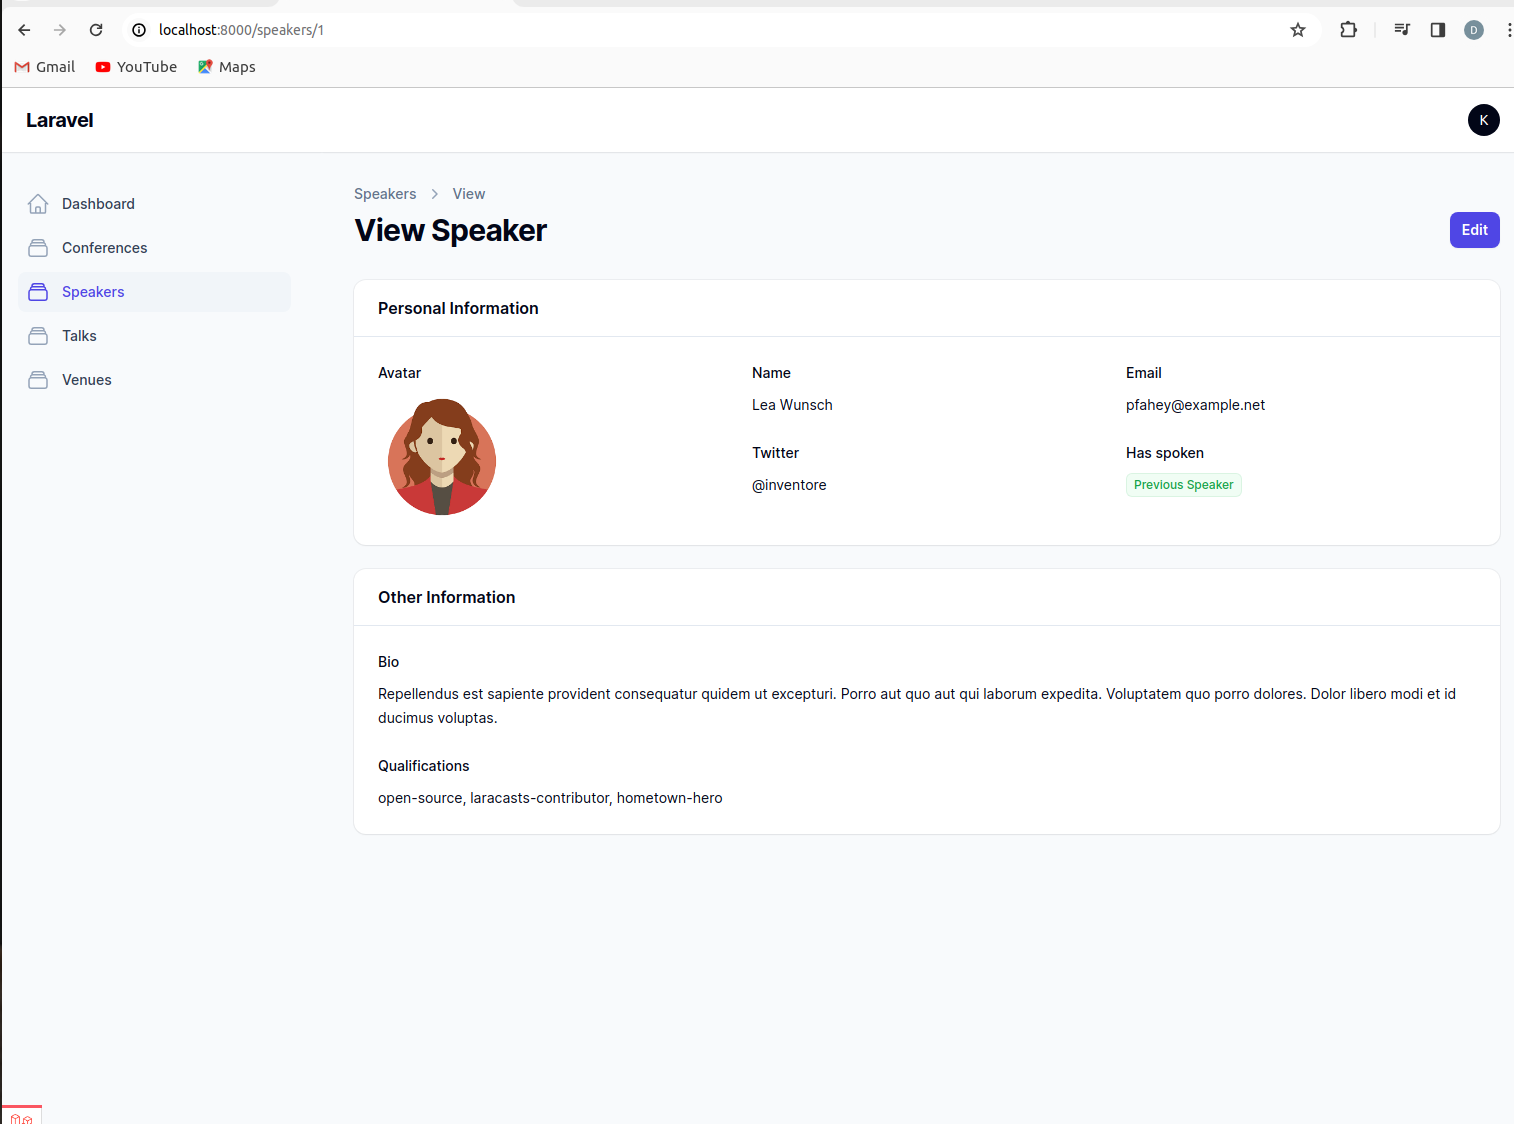 localhost:8000/speakers/1
D
Gmail YouTube Maps
Laravel
K
Dashboard
Conferences
Speakers
Talks
Venues
Speakers View
View Speaker
Edit
Personal Information
Avatar
Name
Lea Wunsch
Email
pfahey@example.net
Twitter
@inventore
Has spoken
Previous Speaker
Other Information
Bio
Repellendus est sapiente provident consequatur quidem ut excepturi. Porro aut quo aut qui laborum expedita. Voluptatem quo porro dolores. Dolor libero modi et id
ducimus voluptas.
Qualifications
open-source, laracasts-contributor, hometown-hero